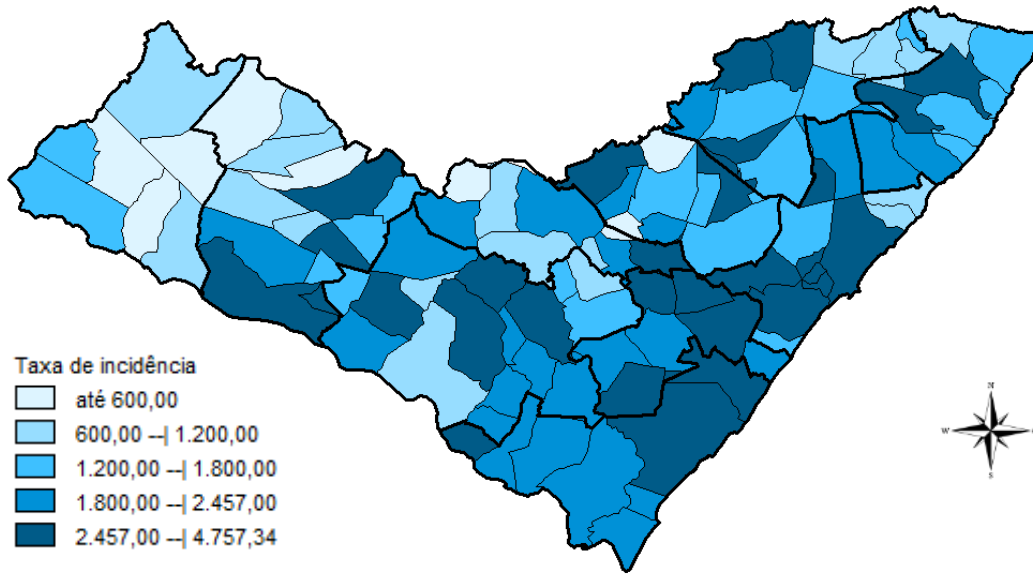 Taxa de incidência
até 600,00
600,00 --| 1.200,00
1.200,00 --| 1.800,00
1.800,00 --| 2.457,00
2.457,00 --| 4.757,34
N
W
S